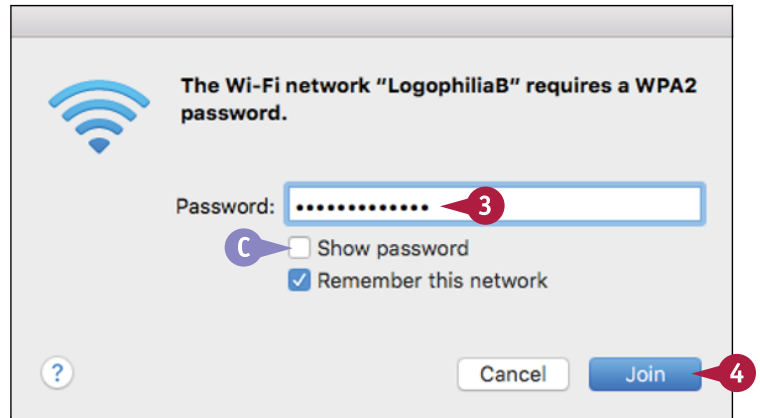 The Wi-Fi network “LogophiliaB” requires a WPA2
password.
Password: ••••••••••••• 3
C Show password
Remember this network
? Cancel Join 4